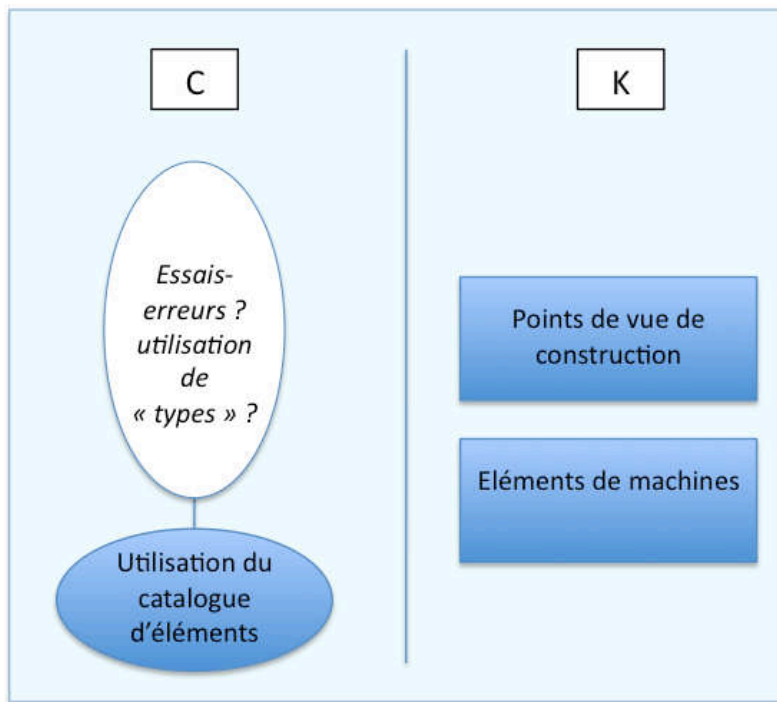 C
K
Essais-
erreurs ?
utilisation
de
« types » ?
Utilisation du
catalogue
d'éléments
Points de vue de
construction
Eléments de machines